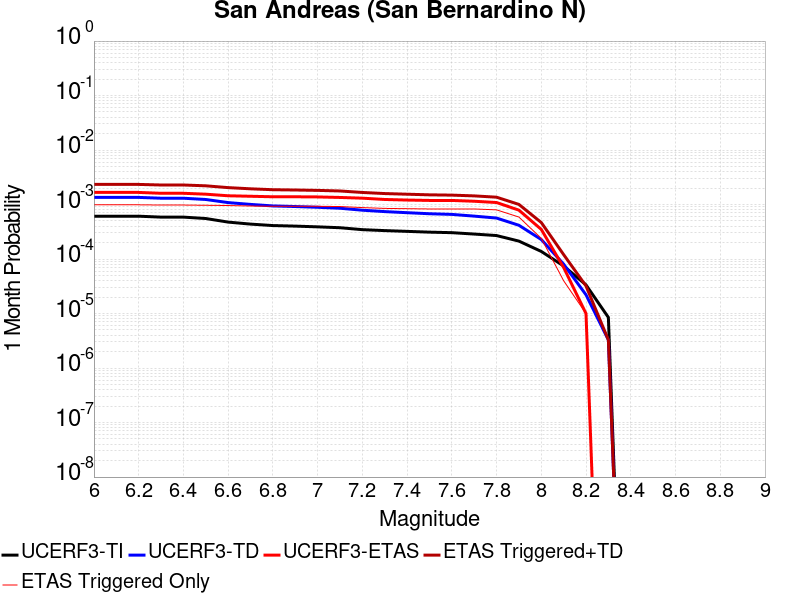 San Andreas (San Bernardino N)
10^0
10^-1
10^-2
10^-3
10^-4
10^-5
10^-6
10^-7
10^-8
1 Month Probability
6 6.2 6.4 6.6 6.8 7 7.2 7.4 7.6 7.8 8 8.2 8.4 8.6 8.8 9
Magnitude
UCERF3-TI UCERF3-TD UCERF3-ETAS ETAS Triggered+TD
ETAS Triggered Only